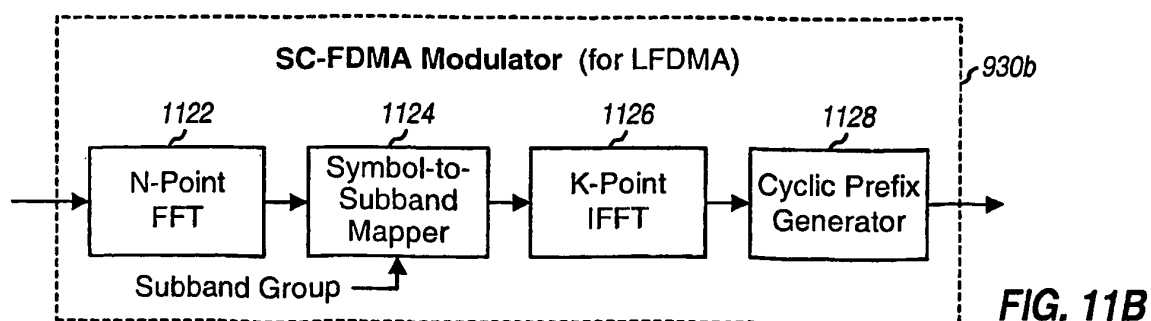 SC-FDMA Modulator (for LFDMA)
930b
1122
1124
1126
1128
N-Point
FFT
Symbol-to-
Subband
Mapper
K-Point
IFFT
Cyclic Prefix
Generator
Subband Group
FIG. 11B